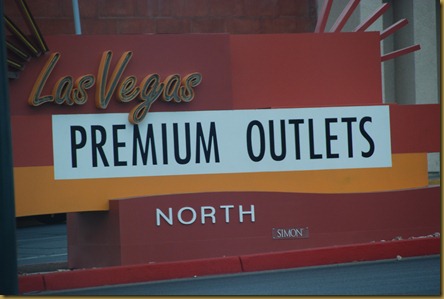 Las Vegas
PREMIUM OUTLETS
NORTH
SIMON